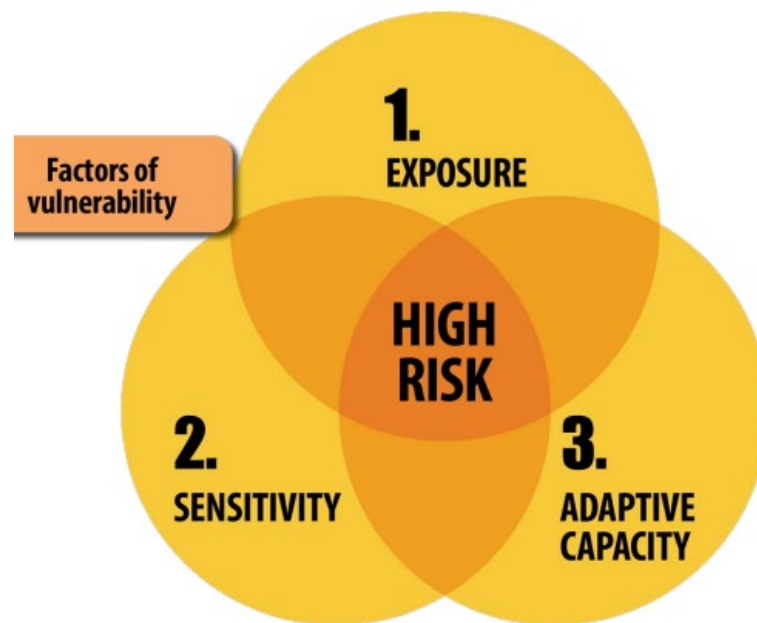 1.
EXPOSURE
Factors of
vulnerability
HIGH
RISK
2.
SENSITIVITY
3.
ADAPTIVE
CAPACITY